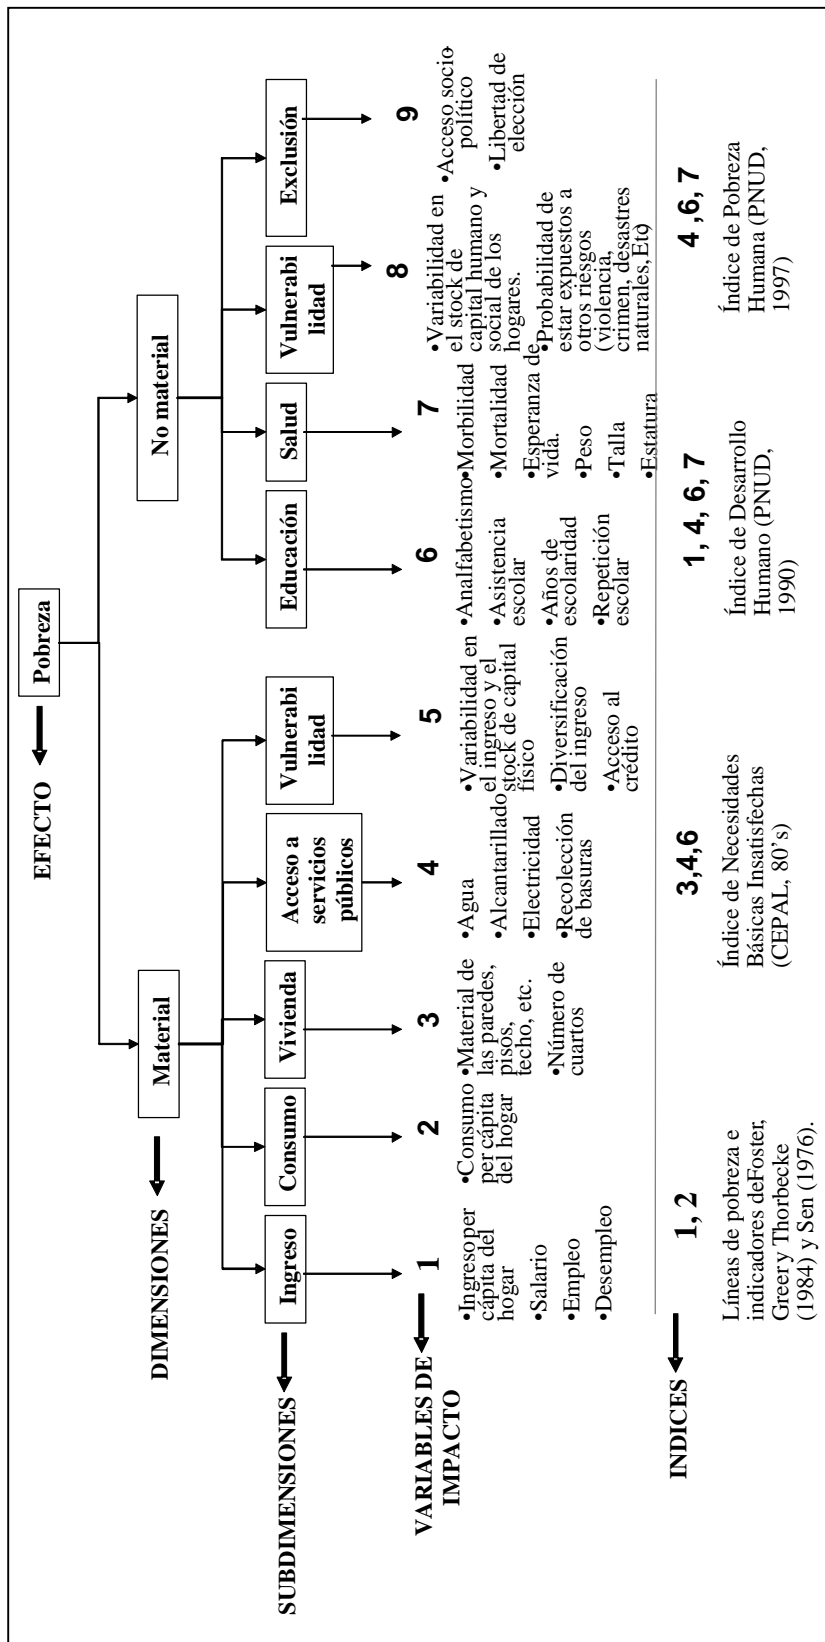 EFECTO
Pobreza
DIMENSIONES
Material
No material
SUBDIMENSIONES
Ingreso
Consumo
Vivienda
Acceso a
servicios
públicos
Vulnerabi
lidad
Educación
Salud
Vulnerabi
lidad
Exclusión
VARIABLES DE
IMPACTO
1
•Ingresoper
cápita del
hogar
•Salario
•Empleo
•Desempleo
2
•Consumo
per cápita
del hogar
3
•Material de
las paredes,
pisos,
techo, etc.
•Número de
cuartos
4
•Agua
•Alcantarillado
•Electricidad
•Recolección
de basuras
5
•Variabilidad en
el ingreso y el
stock de capital
físico
•Diversificación
del ingreso
•Acceso al
crédito
6
•Analfabetismo
•Asistencia
escolar
•Años de
escolaridad
•Repetición
escolar
7
•Morbilidad
•Mortalidad
•Esperanza de
vida.
•Peso
•Talla
•Estatura
8
•Variabilidad en
el stock de
capital humano y
social de los
hogares.
•Probabilidad de
estar expuestos a
otros riesgos
(violencia,
crimen, desastres
naturales,Etc)
9
•Acceso socio-
político
•Libertad de
elección
INDICES
1, 2
Líneas de pobreza e
indicadores deFoster,
Greer y Thorbecke
(1984) y Sen (1976).
3,4,6
Índice de Necesidades
Básicas Insatisfechas
(CEPAL, 80's)
1, 4, 6, 7
Índice de Desarrollo
Humano (PNUD,
1990)
4 ,6, 7
Índice de Pobreza
Humana (PNUD,
1997)